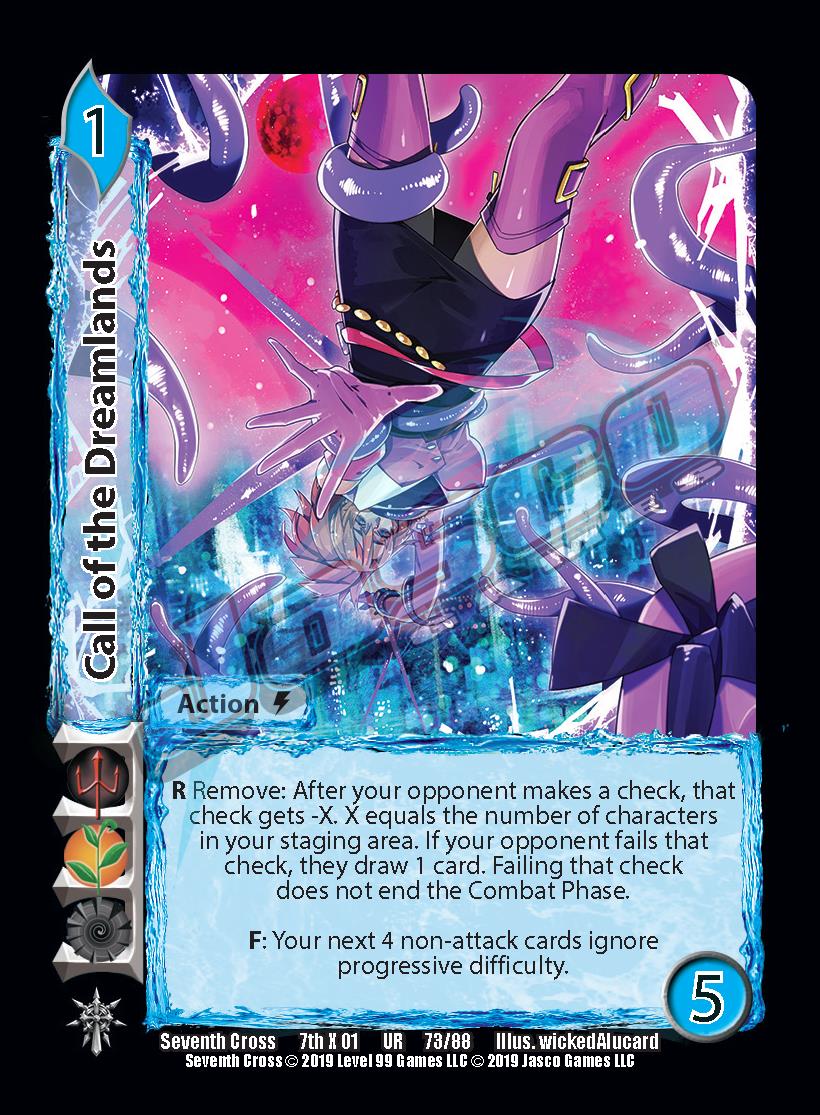 1
Call of the Dreamlands
Action
R Remove: After your opponent makes a check, that
check gets -X. X equals the number of characters
in your staging area. If your opponent fails that
check, they draw 1 card. Failing that check
does not end the Combat Phase.
F: Your next 4 non-attack cards ignore
progressive difficulty.
5
Seventh Cross 7th X 01 UR 73/88 Illus. wickedAlucard
Seventh Cross © 2019 Level 99 Games LLC © 2019 Jasco Games LLC